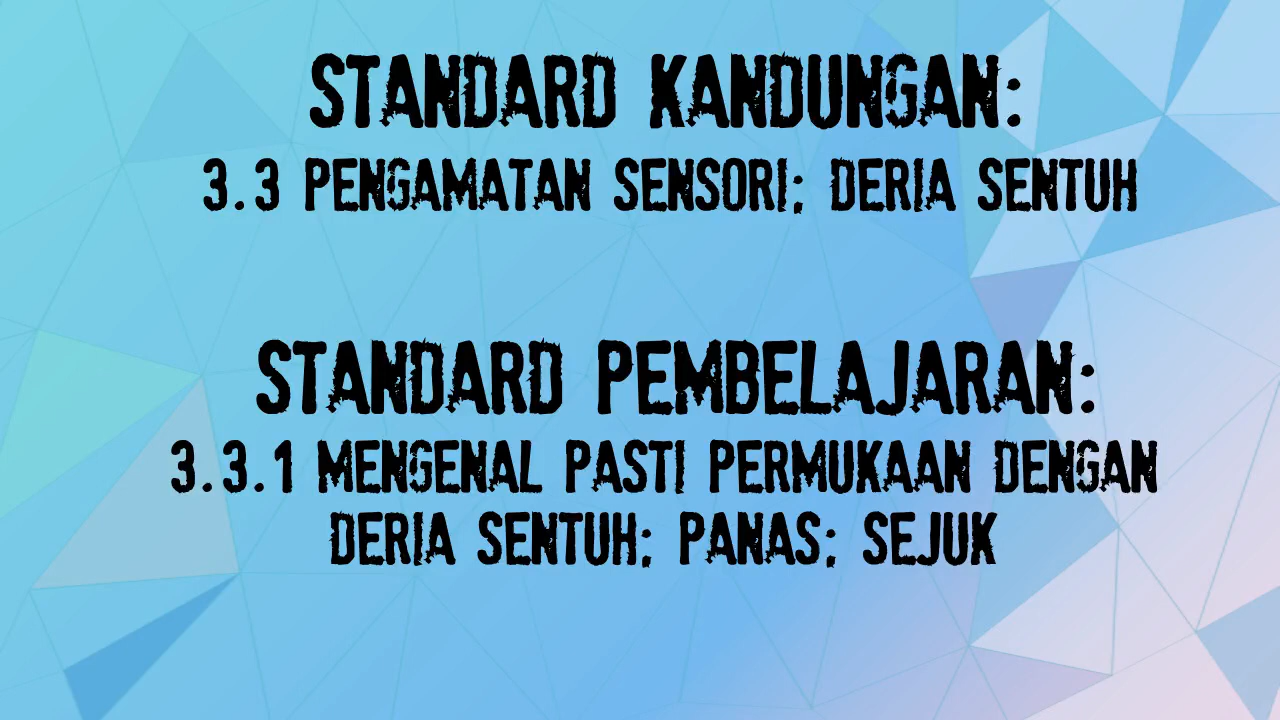 STANDARD KANDUNGAN:
3.3 PENGAMATAN SENSORI; DERIA SENTUH
STANDARD PEMBELAJARAN:
3.3.1 MENGENAL PASTI PERMUKAAN DENGAN
DERIA SENTUH; PANAS; SEJUK